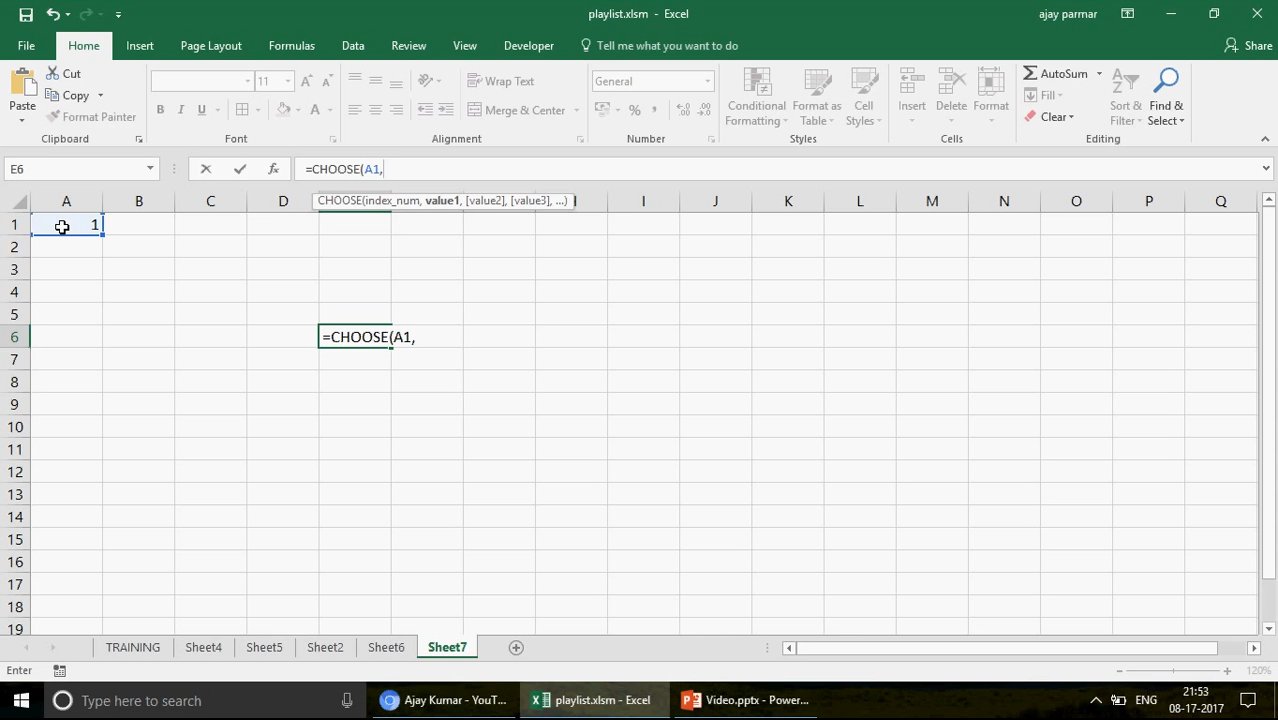 playlist.xlsm - Excel
ajay parmar
File Home Insert Page Layout Formulas Data Review View Developer Tell me what you want to do Share
Paste
Cut
Copy
Format Painter
Clipboard
11
Font
Wrap Text
Merge & Center
Alignment
General
Number
Conditional Formatting
Format as Table
Cell Styles
Styles
Insert
Delete
Format
Cells
AutoSum
Fill
Clear
Sort & Filter
Find & Select
Editing
E6
=CHOOSE(A1,
CHOOSE(index_num, value1, [value2], [value3], ...)
A B C D H I J K L M N O P Q
1 1
2
3
4
5
6 =CHOOSE(A1,
7
8
9
10
11
12
13
14
15
16
17
18
19
TRAINING Sheet4 Sheet5 Sheet2 Sheet6 Sheet7
Enter
120%
Type here to search
Ajay Kumar - YouT...
playlist.xlsm - Excel
Video.pptx - Power...
ENG
21:53
08-17-2017